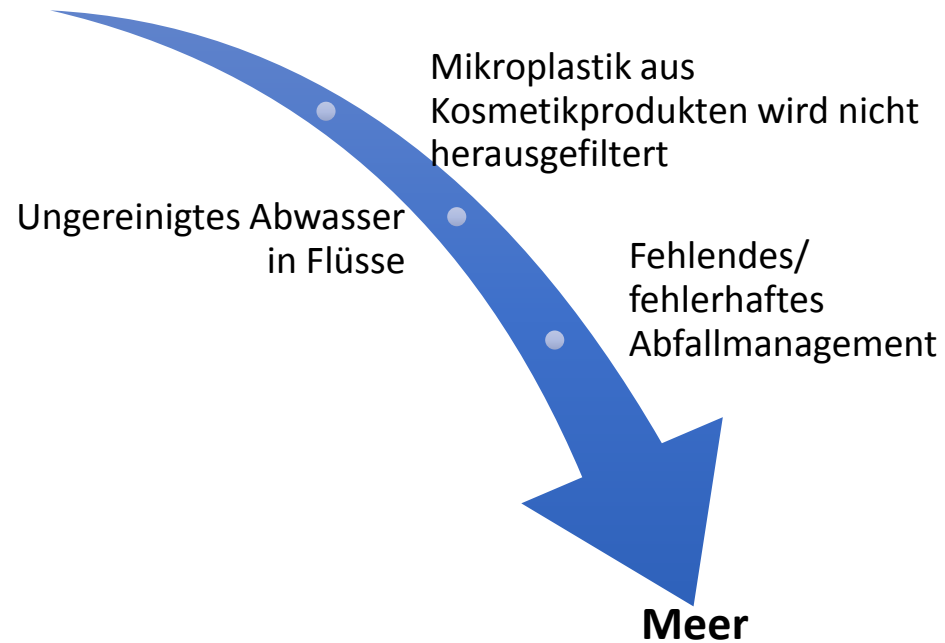 Mikroplastik aus
Kosmetikprodukten wird nicht
herausgefiltert
Ungereinigtes Abwasser
in Flüsse
Fehlendes/
fehlerhaftes
Abfallmanagement
Meer